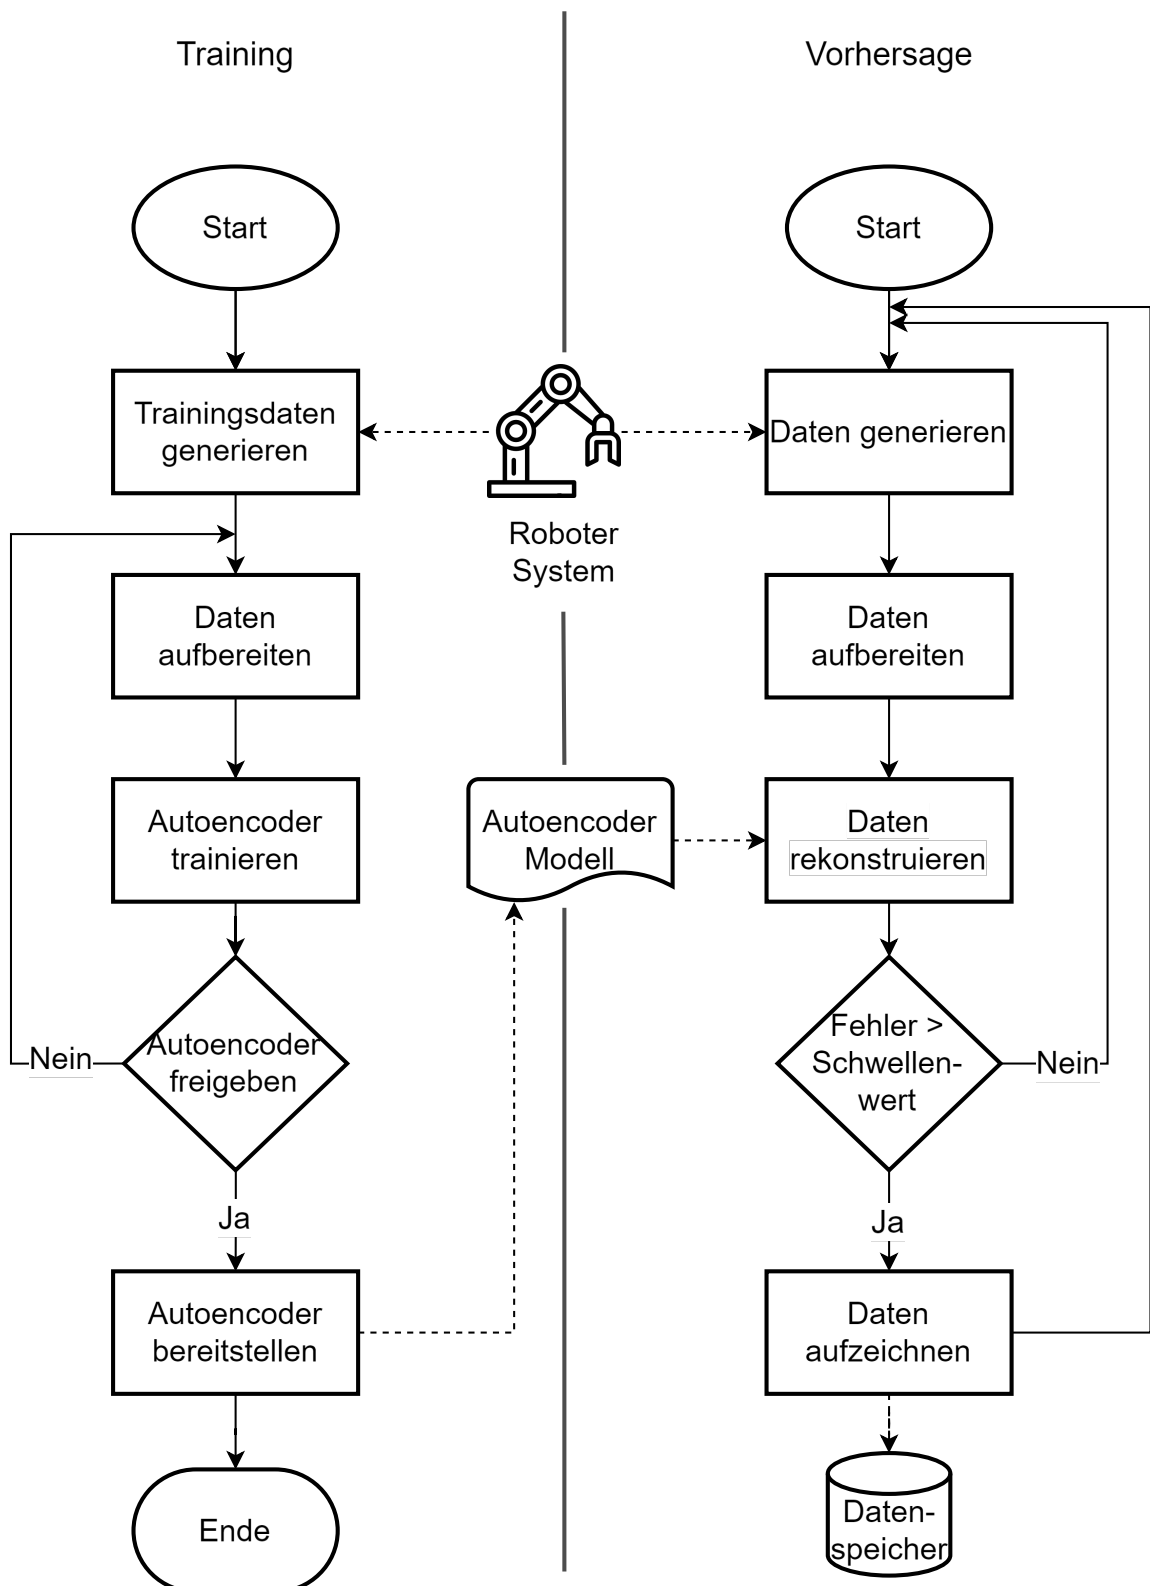 Training
Vorhersage
Start
Start
Trainingsdaten
generieren
Daten generieren
Roboter
System
Daten
aufbereiten
Daten
aufbereiten
Autoencoder
trainieren
Autoencoder
Modell
Daten
rekonstruieren
Autoencoder
freigeben
Nein
Fehler >
Schwellen-
wert
Nein
Ja
Ja
Autoencoder
bereitstellen
Daten
aufzeichnen
Ende
Daten-
speicher